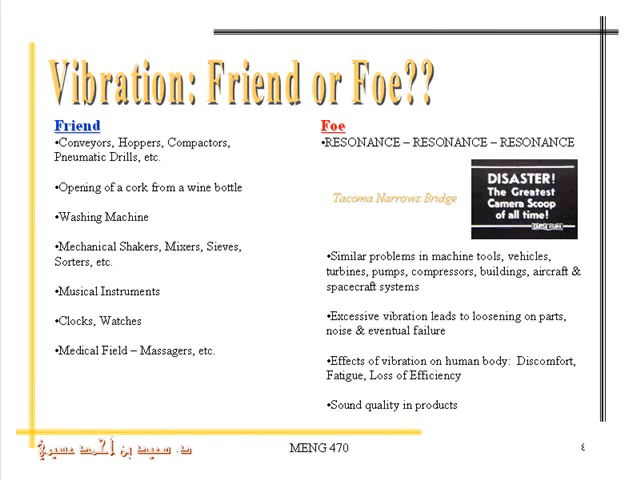 Vibration: Friend or Foe??
Friend
•Conveyors, Hoppers, Compactors,
Pneumatic Drills, etc.
•Opening of a cork from a wine bottle
•Washing Machine
•Mechanical Shakers, Mixers, Sieves,
Sorters, etc.
•Musical Instruments
•Clocks, Watches
•Medical Field – Massagers, etc.
Foe
•RESONANCE – RESONANCE – RESONANCE
Tacoma Narrows Bridge
DISASTER!
The Greatest
Camera Scoop
of all time!
•Similar problems in machine tools, vehicles,
turbines, pumps, compressors, buildings, aircraft &
spacecraft systems
•Excessive vibration leads to loosening on parts,
noise & eventual failure
•Effects of vibration on human body: Discomfort,
Fatigue, Loss of Efficiency
•Sound quality in products
د. سعيد بن أحمد عسيري
MENG 470
٤